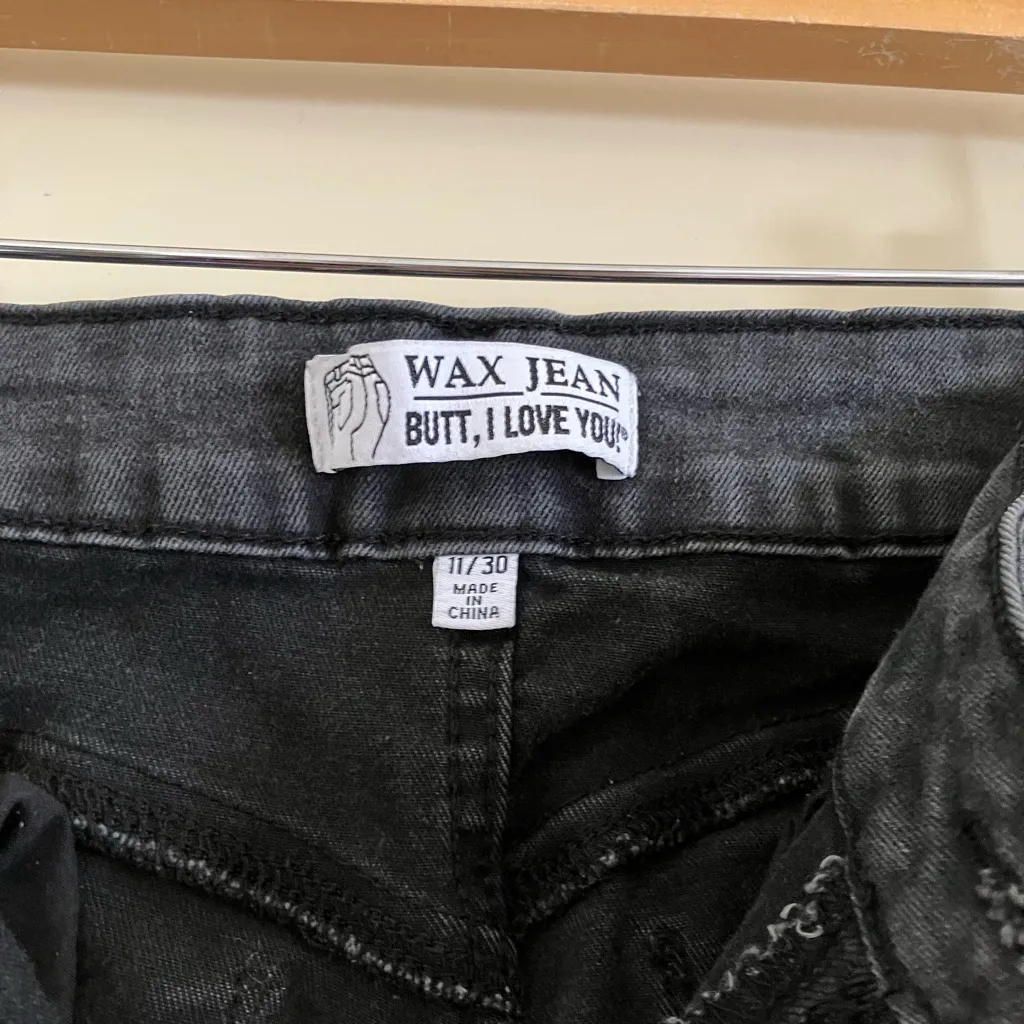 WAX JEAN
BUTT, I LOVE YOU!®
11/30
MADE
IN
CHINA